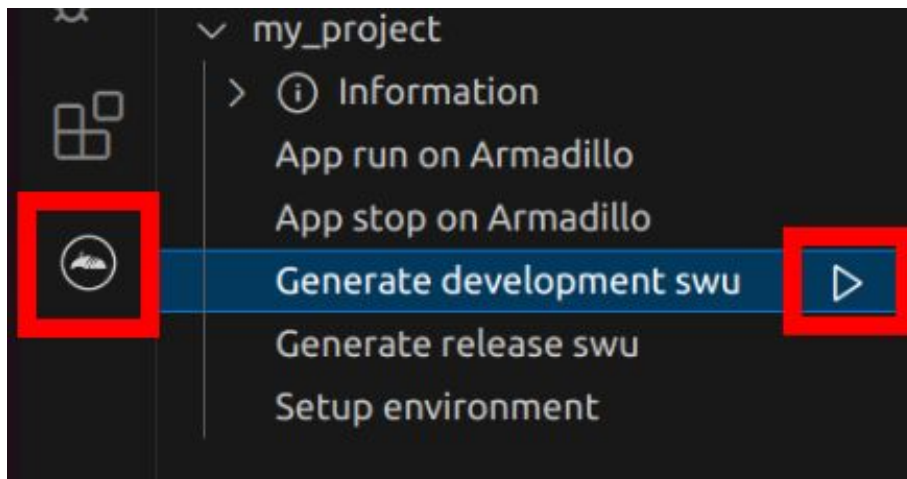 my_project
Information
App run on Armadillo
App stop on Armadillo
Generate development swu
Generate release swu
Setup environment